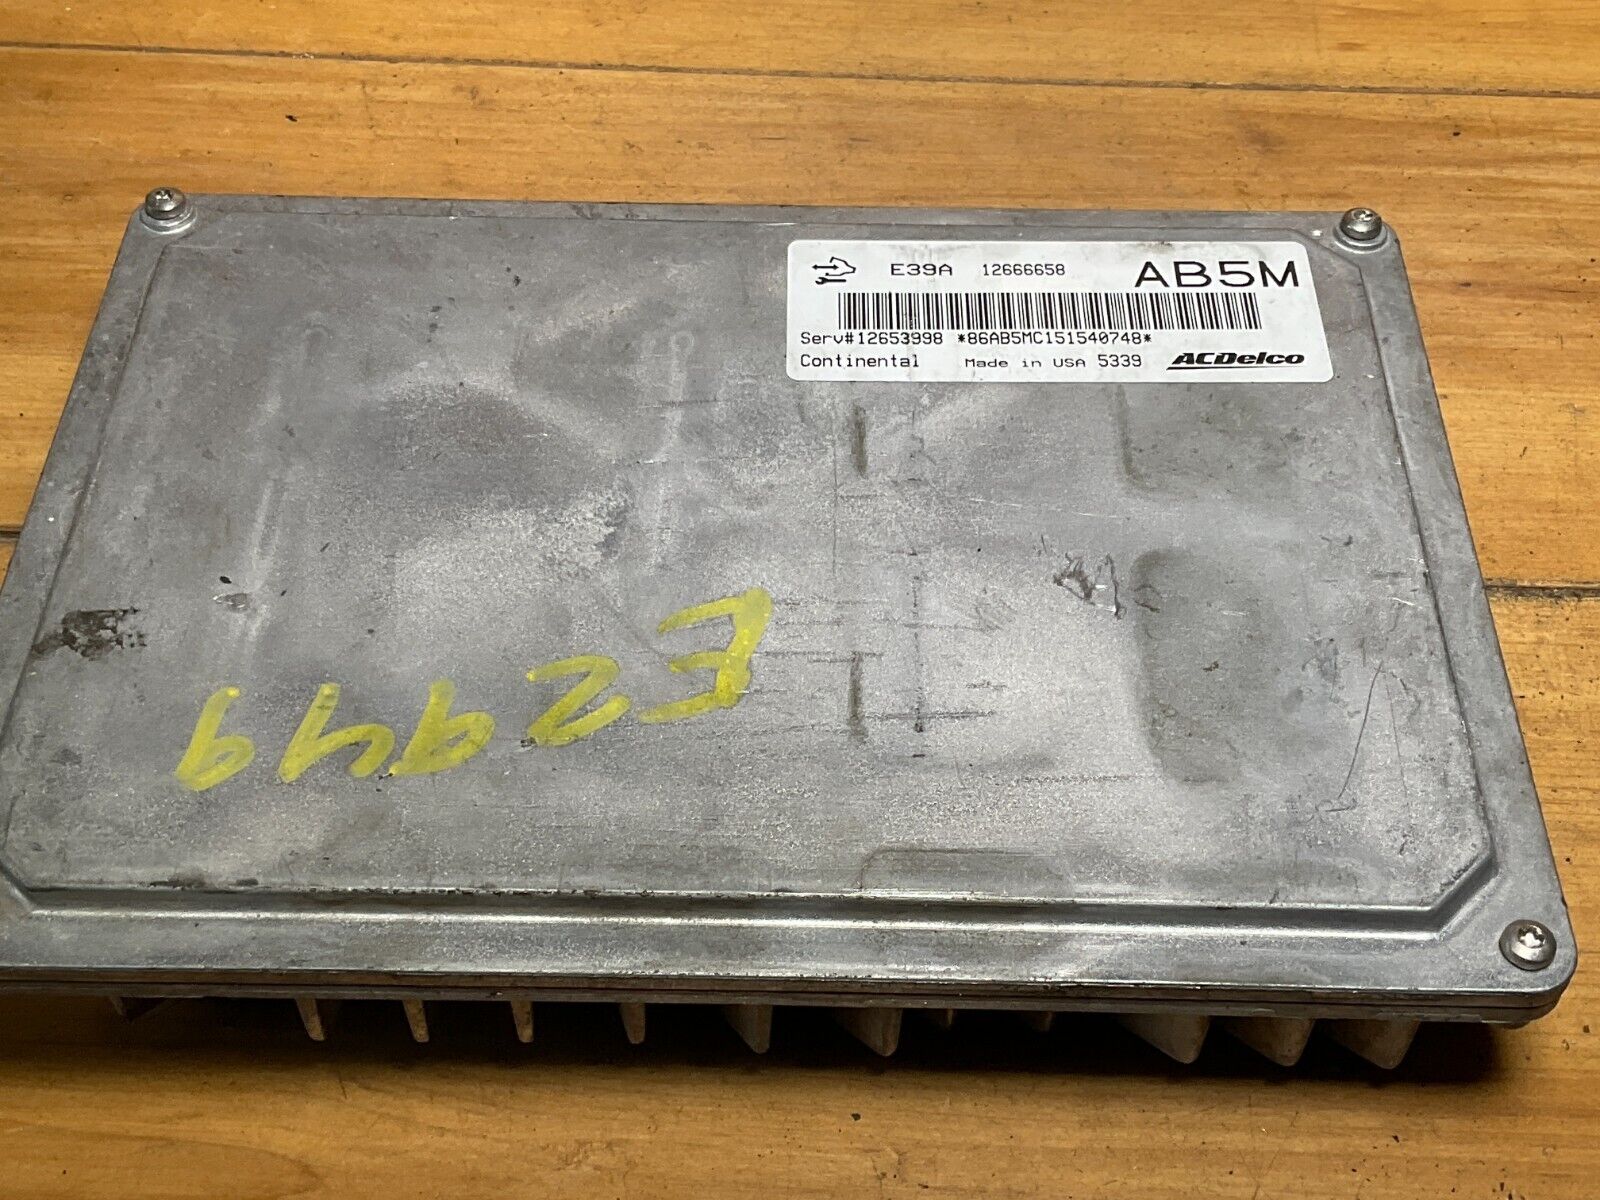 E39A 12666658 AB5M
Serv#12653998 *86AB5MC151540748*
Continental Made in USA 5339 ACDelco
E2949